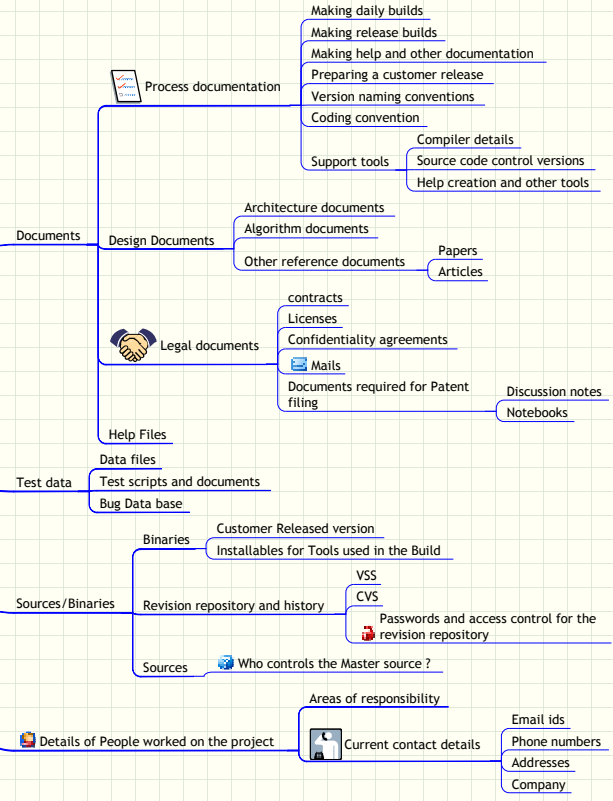 Making daily builds
Making release builds
Making help and other documentation
Process documentation
Preparing a customer release
Version naming conventions
Coding convention
Compiler details
Support tools
Source code control versions
Help creation and other tools
Architecture documents
Documents
Algorithm documents
Design Documents
Papers
Other reference documents
Articles
contracts
Licenses
Confidentiality agreements
Legal documents
Mails
Documents required for Patent
filing
Discussion notes
Notebooks
Help Files
Data files
Test data
Test scripts and documents
Bug Data base
Customer Released version
Binaries
Installables for Tools used in the Build
VSS
CVS
Sources/Binaries
Revision repository and history
Passwords and access control for the
revision repository
Sources
Who controls the Master source ?
Areas of responsibility
Email ids
Details of People worked on the project
Current contact details
Phone numbers
Addresses
Company